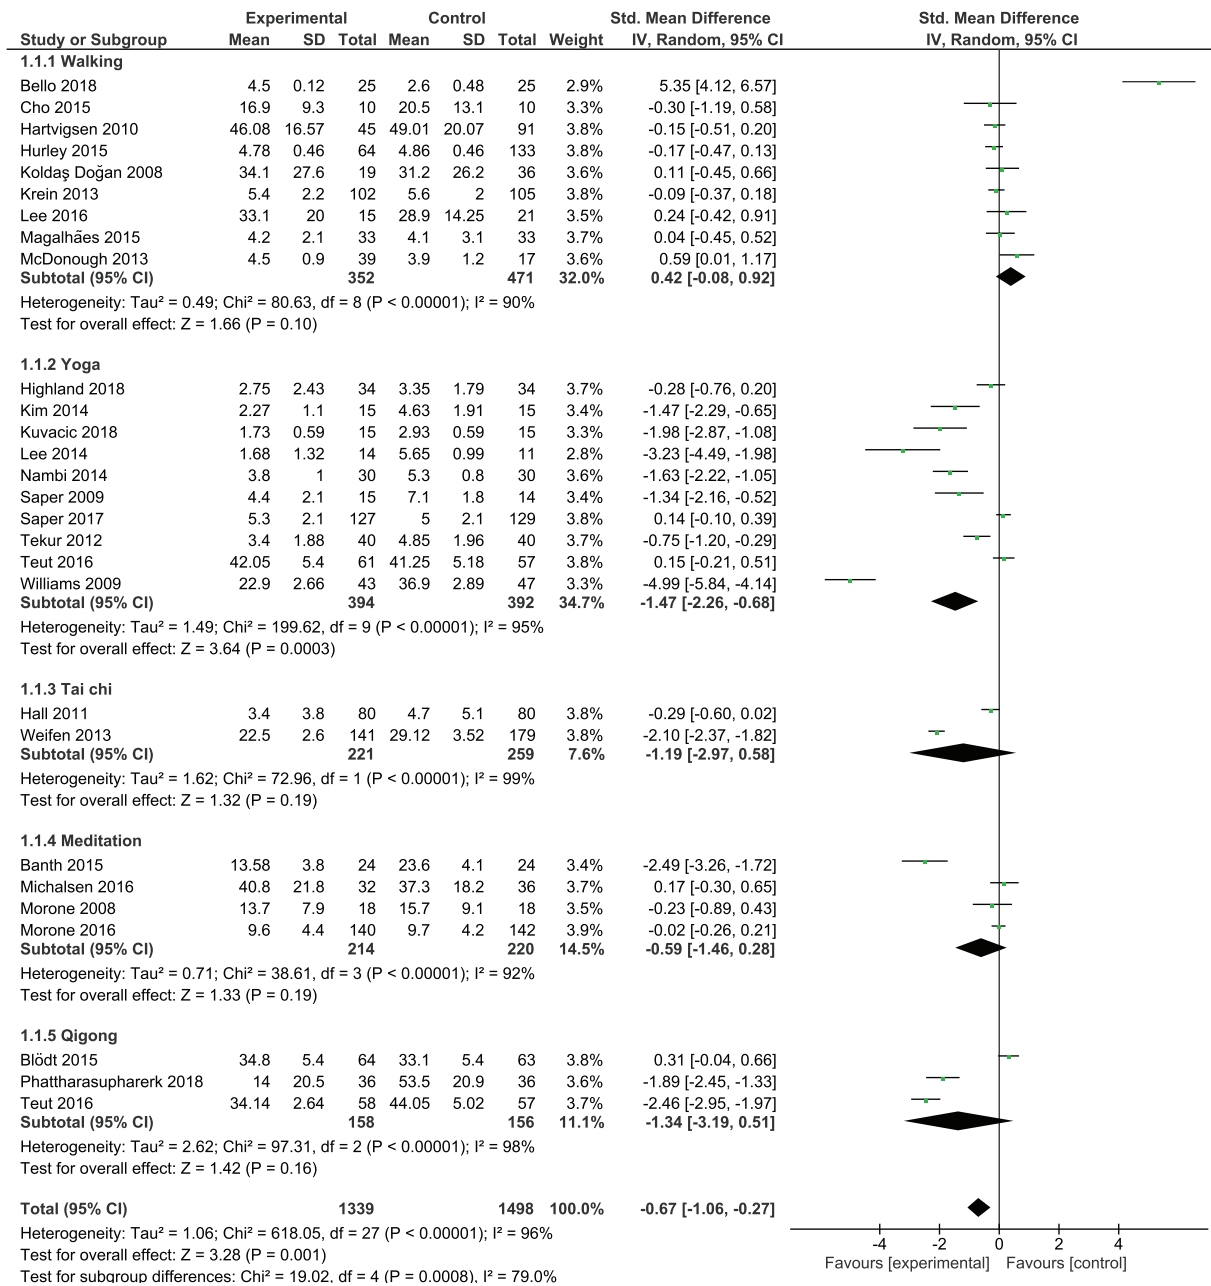 Experimental Control Std. Mean Difference Std. Mean Difference
Study or Subgroup Mean SD Total Mean SD Total Weight IV, Random, 95% CI IV, Random, 95% CI
1.1.1 Walking
Bello 2018 4.5 0.12 25 2.6 0.48 25 2.9% 5.35 [4.12, 6.57]
Cho 2015 16.9 9.3 10 20.5 13.1 10 3.3% -0.30 [-1.19, 0.58]
Hartvigsen 2010 46.08 16.57 45 49.01 20.07 91 3.8% -0.15 [-0.51, 0.20]
Hurley 2015 4.78 0.46 64 4.86 0.46 133 3.8% -0.17 [-0.47, 0.13]
Koldaş Doğan 2008 34.1 27.6 19 31.2 26.2 36 3.6% 0.11 [-0.45, 0.66]
Krein 2013 5.4 2.2 102 5.6 2 105 3.8% -0.09 [-0.37, 0.18]
Lee 2016 33.1 20 15 28.9 14.25 21 3.5% 0.24 [-0.42, 0.91]
Magalhães 2015 4.2 2.1 33 4.1 3.1 33 3.7% 0.04 [-0.45, 0.52]
McDonough 2013 4.5 0.9 39 3.9 1.2 17 3.6% 0.59 [0.01, 1.17]
Subtotal (95% CI) 352 471 32.0% 0.42 [-0.08, 0.92]
Heterogeneity: Tau² = 0.49; Chi² = 80.63, df = 8 (P < 0.00001); I² = 90%
Test for overall effect: Z = 1.66 (P = 0.10)
1.1.2 Yoga
Highland 2018 2.75 2.43 34 3.35 1.79 34 3.7% -0.28 [-0.76, 0.20]
Kim 2014 2.27 1.1 15 4.63 1.91 15 3.4% -1.47 [-2.29, -0.65]
Kuvacic 2018 1.73 0.59 15 2.93 0.59 15 3.3% -1.98 [-2.87, -1.08]
Lee 2014 1.68 1.32 14 5.65 0.99 11 2.8% -3.23 [-4.49, -1.98]
Nambi 2014 3.8 1 30 5.3 0.8 30 3.6% -1.63 [-2.22, -1.05]
Saper 2009 4.4 2.1 15 7.1 1.8 14 3.4% -1.34 [-2.16, -0.52]
Saper 2017 5.3 2.1 127 5 2.1 129 3.8% 0.14 [-0.10, 0.39]
Tekur 2012 3.4 1.88 40 4.85 1.96 40 3.7% -0.75 [-1.20, -0.29]
Teut 2016 42.05 5.4 61 41.25 5.18 57 3.7% 0.15 [-0.21, 0.51]
Williams 2009 22.9 2.66 43 36.9 2.89 47 3.3% -4.99 [-5.84, -4.14]
Subtotal (95% CI) 394 392 34.7% -1.47 [-2.26, -0.68]
Heterogeneity: Tau² = 1.49; Chi² = 199.62, df = 9 (P < 0.00001); I² = 95%
Test for overall effect: Z = 3.64 (P = 0.0003)
1.1.3 Tai chi
Hall 2011 3.4 3.8 80 4.7 5.1 80 3.8% -0.29 [-0.60, 0.02]
Weifen 2013 22.5 2.6 141 29.12 3.52 179 3.8% -2.10 [-2.37, -1.82]
Subtotal (95% CI) 221 259 7.6% -1.19 [-2.97, 0.58]
Heterogeneity: Tau² = 1.62; Chi² = 72.96, df = 1 (P < 0.00001); I² = 99%
Test for overall effect: Z = 1.32 (P = 0.19)
1.1.4 Meditation
Banth 2015 13.58 3.8 24 23.6 4.1 24 3.4% -2.49 [-3.26, -1.72]
Michalsen 2016 40.8 21.8 32 37.3 18.2 36 3.7% 0.17 [-0.30, 0.65]
Morone 2008 13.7 7.9 18 15.7 9.1 18 3.5% -0.23 [-0.89, 0.43]
Morone 2016 9.6 4.4 140 9.7 4.2 142 3.9% -0.02 [-0.26, 0.21]
Subtotal (95% CI) 214 220 14.5% -0.59 [-1.46, 0.28]
Heterogeneity: Tau² = 0.71; Chi² = 38.61, df = 3 (P < 0.00001); I² = 92%
Test for overall effect: Z = 1.33 (P = 0.19)
1.1.5 Qigong
Blödt 2015 34.8 5.4 64 33.1 5.4 63 3.8% 0.31 [-0.04, 0.66]
Phattharasupharerk 2018 14 20.5 36 53.5 20.9 36 3.6% -1.89 [-2.45, -1.33]
Teut 2016 34.14 2.64 58 44.05 5.02 57 3.7% -2.46 [-2.95, -1.97]
Subtotal (95% CI) 158 156 11.1% -1.34 [-3.19, 0.51]
Heterogeneity: Tau² = 2.62; Chi² = 97.31, df = 2 (P < 0.00001); I² = 98%
Test for overall effect: Z = 1.42 (P = 0.16)
Total (95% CI) 1339 1498 100.0% -0.67 [-1.06, -0.27]
Heterogeneity: Tau² = 1.06; Chi² = 618.05, df = 27 (P < 0.00001); I² = 96%
Test for overall effect: Z = 3.28 (P = 0.001)
Test for subgroup differences: Chi² = 19.02, df = 4 (P = 0.0008), I² = 79.0%
-4 -2 0 2 4
Favours [experimental] Favours [control]